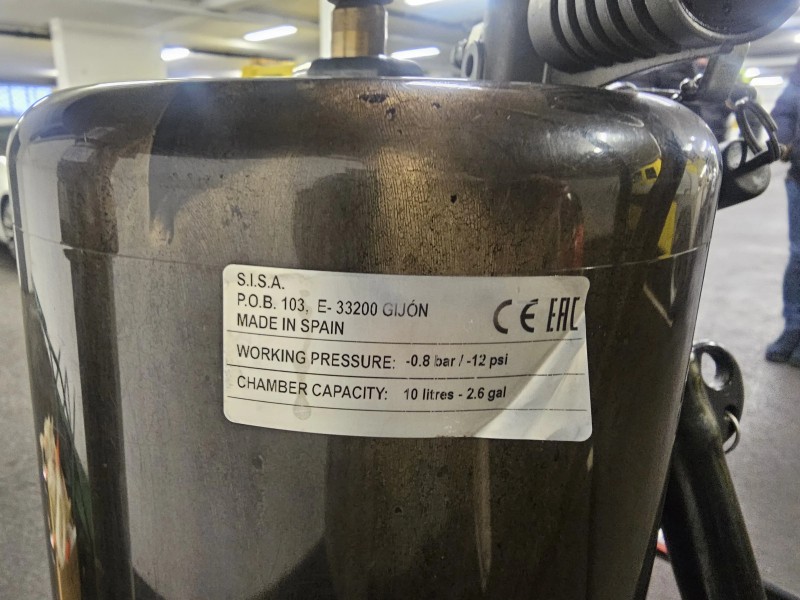 S.I.S.A.
P.O.B. 103, E- 33200 GIJÓN
MADE IN SPAIN
CE EAC
WORKING PRESSURE: -0.8 bar / -12 psi
CHAMBER CAPACITY: 10 litres - 2.6 gal